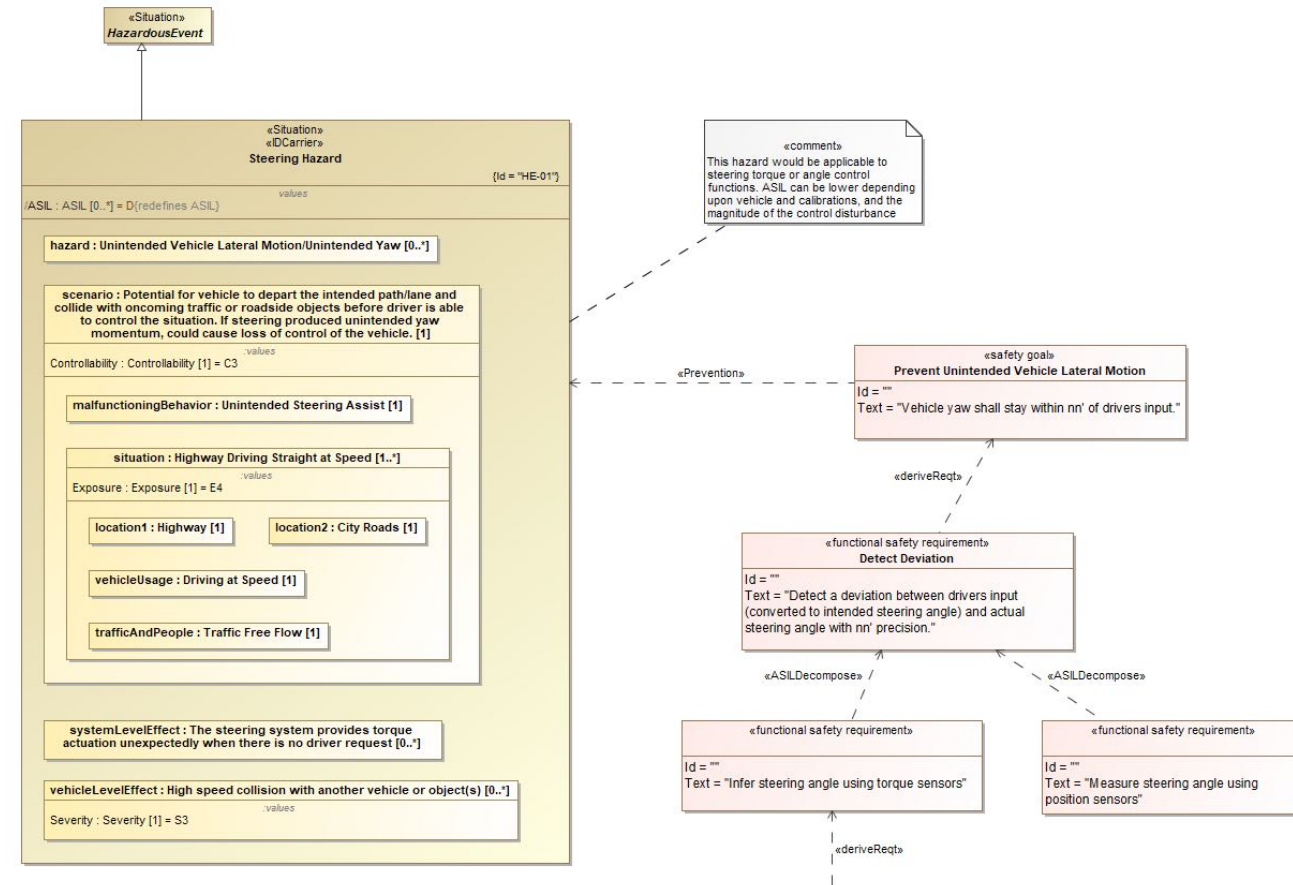 «Situation»
HazardousEvent
«Situation»
«IDCarrier»
Steering Hazard
{Id = "HE-01"}
values
/ASIL : ASIL [0..*] = D{redefines ASIL}
hazard : Unintended Vehicle Lateral Motion/Unintended Yaw [0..*]
scenario : Potential for vehicle to depart the intended path/lane and
collide with oncoming traffic or roadside objects before driver is able
to control the situation. If steering produced unintended yaw
momentum, could cause loss of control of the vehicle. [1]
:values
Controllability : Controllability [1] = C3
malfunctioningBehavior : Unintended Steering Assist [1]
situation : Highway Driving Straight at Speed [1..*]
:values
Exposure : Exposure [1] = E4
location1 : Highway [1]
location2 : City Roads [1]
vehicleUsage : Driving at Speed [1]
trafficAndPeople : Traffic Free Flow [1]
systemLevelEffect : The steering system provides torque
actuation unexpectedly when there is no driver request [0..*]
vehicleLevelEffect : High speed collision with another vehicle or object(s) [0..*]
:values
Severity : Severity [1] = S3
«comment»
This hazard would be applicable to
steering torque or angle control
functions. ASIL can be lower depending
upon vehicle and calibrations, and the
magnitude of the control disturbance
«Prevention»
«safety goal»
Prevent Unintended Vehicle Lateral Motion
Id = ""
Text = "Vehicle yaw shall stay within nn' of drivers input."
«deriveReqt»
«functional safety requirement»
Detect Deviation
Id = ""
Text = "Detect a deviation between drivers input
(converted to intended steering angle) and actual
steering angle with nn' precision."
«ASILDecompose»
«ASILDecompose»
«functional safety requirement»
Id = ""
Text = "Infer steering angle using torque sensors"
«functional safety requirement»
Id = ""
Text = "Measure steering angle using
position sensors"
«deriveReqt»